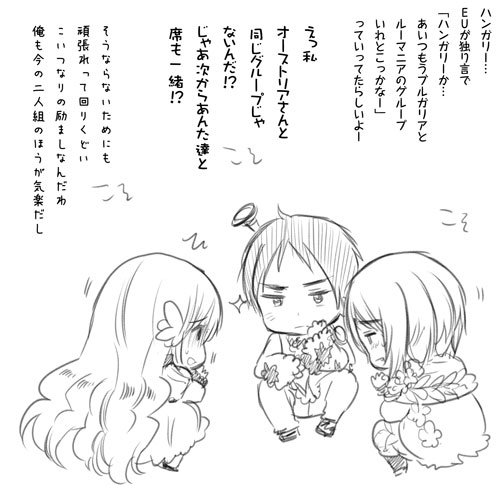 ハンガリー…
EUが独り言で
「ハンガリーか…
あいつもうブルガリアと
ルーマニアのグループ
いれとこっかなー」
っていってたらしいよー
えっ私
オーストリアさんと
同じグループじゃ
ないんだ!?
じゃあ次からあんた達と
席も一緒!?
そうならないためにも
頑張れって回りくどい
こいつなりの励ましなんだわ
俺も今の二人組のほうが気楽だし
こそ
こそ
こそ